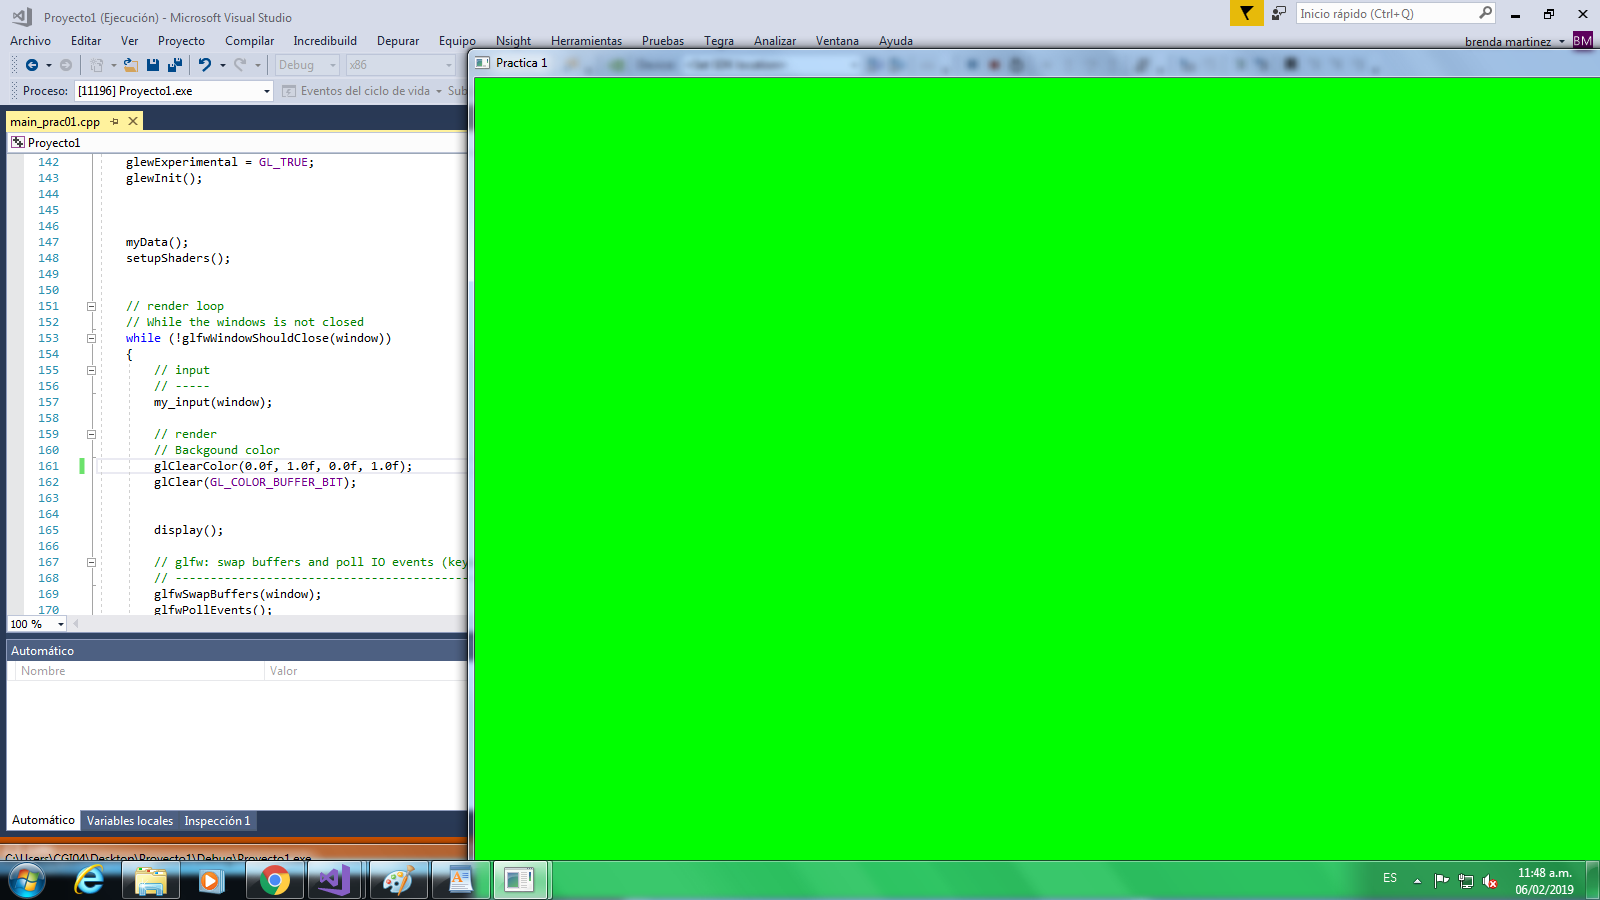 Proyecto1 (Ejecución) - Microsoft Visual Studio
Inicio rápido (Ctrl+Q)
Archivo Editar Ver Proyecto Compilar Incredibuild Depurar Equipo Nsight Herramientas Pruebas Tegra Analizar Ventana Ayuda
brenda martinez BM
Debug x86
Practica 1
Proceso: [11196] Proyecto1.exe Eventos del ciclo de vida Sub
main_prac01.cpp
Proyecto1
142 glewExperimental = GL_TRUE;
143 glewInit();
144
145
146
147 myData();
148 setupShaders();
149
150
151 // render loop
152 // While the windows is not closed
153 while (!glfwWindowShouldClose(window))
154 {
155 // input
156 // -----
157 my_input(window);
158
159 // render
160 // Backgound color
161 glClearColor(0.0f, 1.0f, 0.0f, 1.0f);
162 glClear(GL_COLOR_BUFFER_BIT);
163
164
165 display();
166
167 // glfw: swap buffers and poll IO events (key
168 // ------------------------------------------
169 glfwSwapBuffers(window);
170 glfwPollEvents();
100 %
Automático
Nombre Valor
Automático Variables locales Inspección 1
C:\Users\CGI04\Desktop\Proyecto1\Debug\Proyecto1.exe
ES
11:48 a.m.
06/02/2019